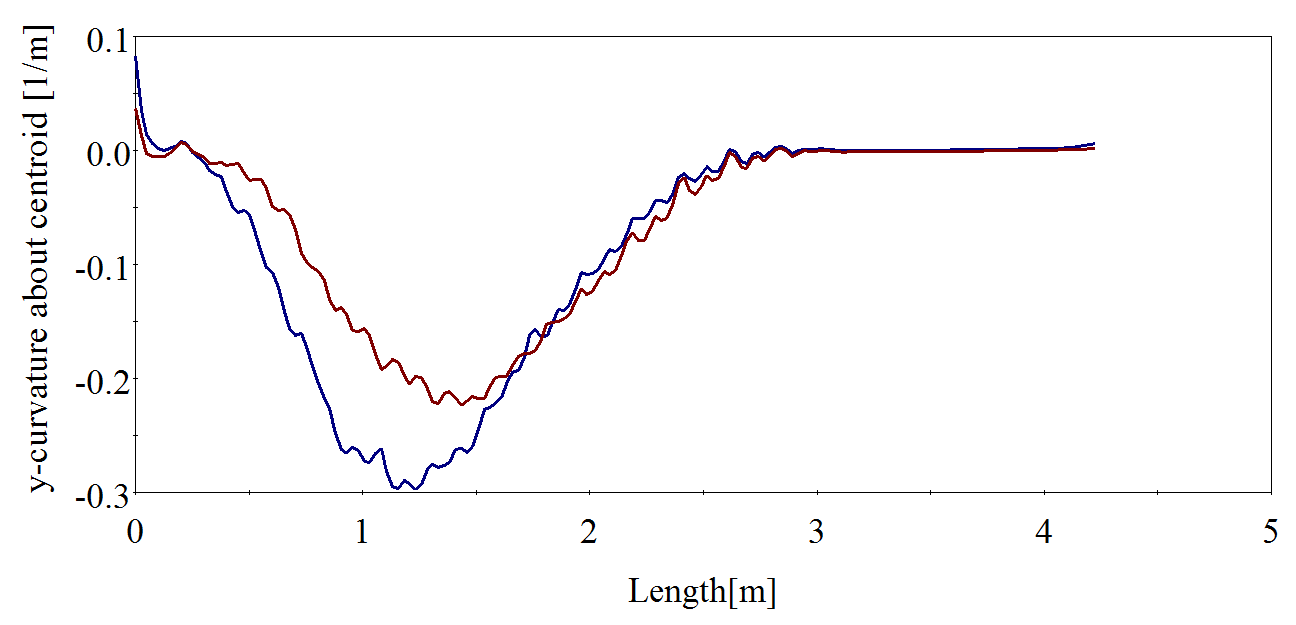 y-curvature about centroid [1/m]
0.1
0.0
-0.1
-0.2
-0.3
0 1 2 3 4 5
Length[m]